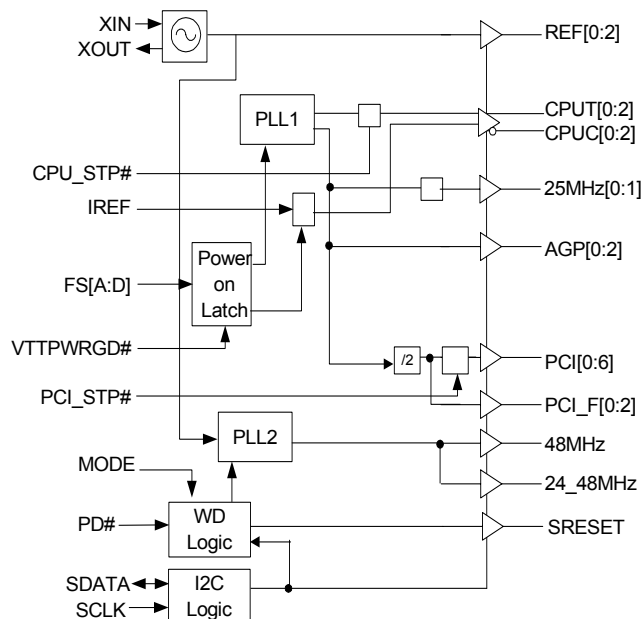 XIN
XOUT
REF[0:2]
PLL1
CPUT[0:2]
CPUC[0:2]
CPU_STP#
25MHz[0:1]
IREF
AGP[0:2]
Power
on
Latch
FS[A:D]
VTTPWRGD#
/2
PCI[0:6]
PCI_STP#
PCI_F[0:2]
PLL2
48MHz
MODE
24_48MHz
WD
Logic
PD#
SRESET
SDATA
I2C
Logic
SCLK